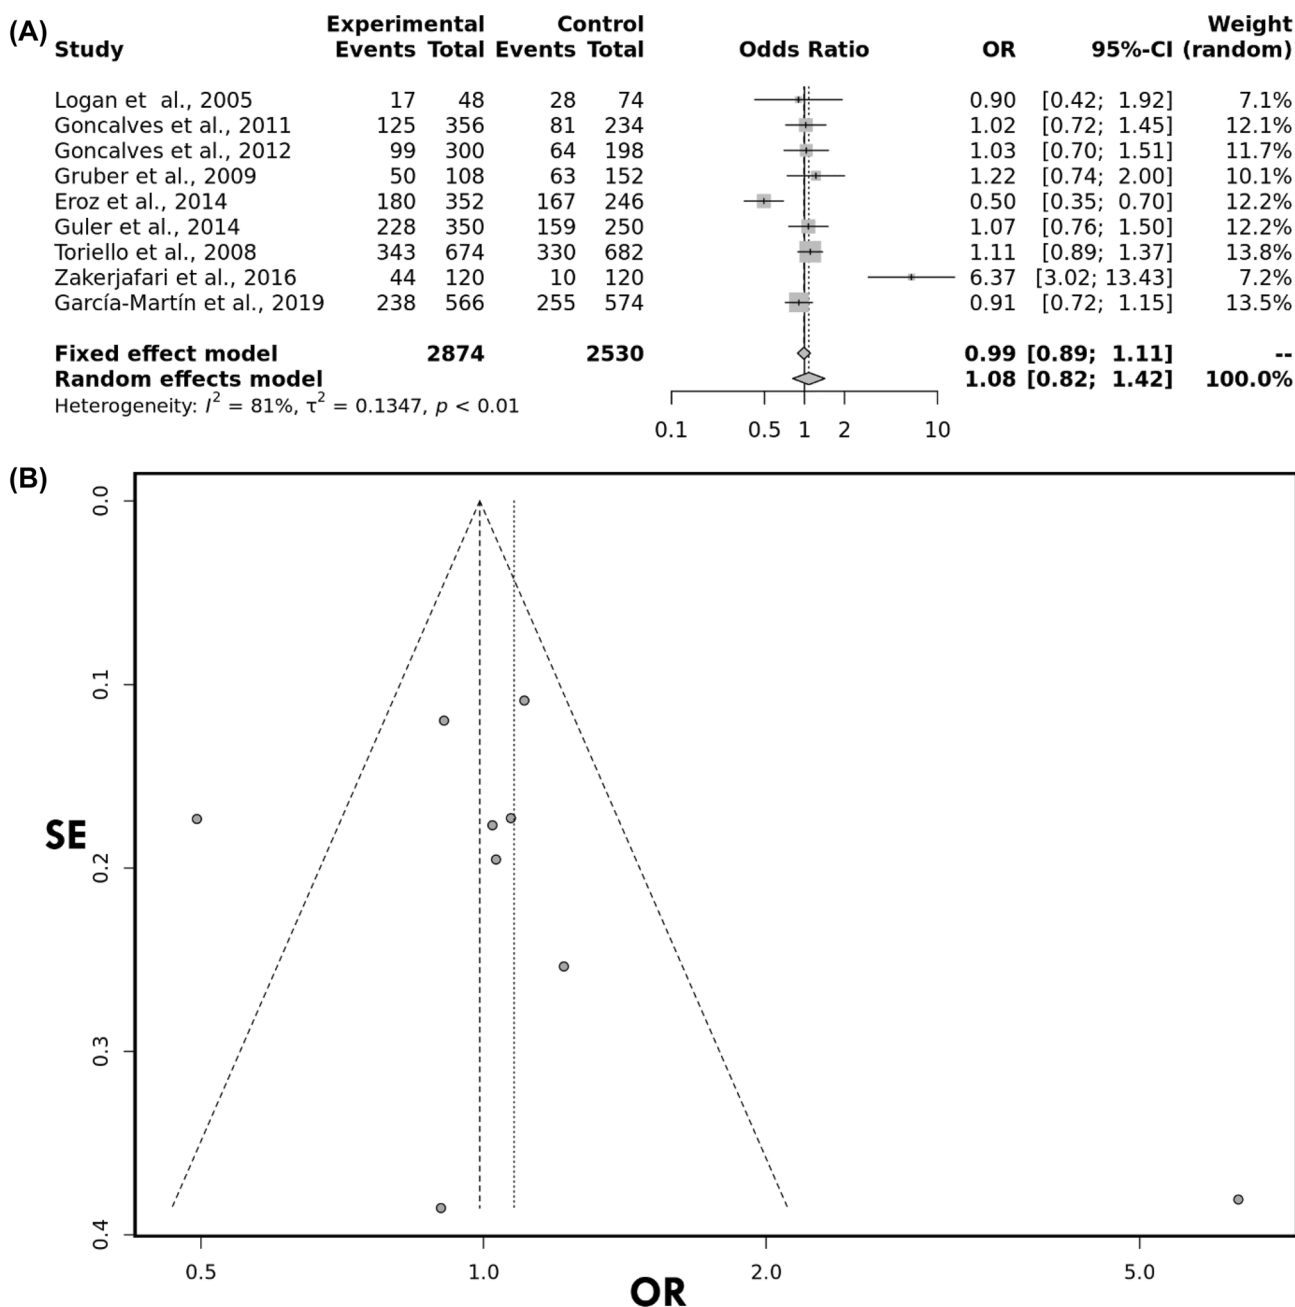 (A)
Experimental Control Weight
Study Events Total Events Total Odds Ratio OR 95%-CI (random)
Logan et al., 2005 17 48 28 74 0.90 [0.42; 1.92] 7.1%
Goncalves et al., 2011 125 356 81 234 1.02 [0.72; 1.45] 12.1%
Goncalves et al., 2012 99 300 64 198 1.03 [0.70; 1.51] 11.7%
Gruber et al., 2009 50 108 63 152 1.22 [0.74; 2.00] 10.1%
Eroz et al., 2014 180 352 167 246 0.50 [0.35; 0.70] 12.2%
Guler et al., 2014 228 350 159 250 1.07 [0.76; 1.50] 12.2%
Toriello et al., 2008 343 674 330 682 1.11 [0.89; 1.37] 13.8%
Zakerjafari et al., 2016 44 120 10 120 6.37 [3.02; 13.43] 7.2%
García-Martín et al., 2019 238 566 255 574 0.91 [0.72; 1.15] 13.5%
Fixed effect model 2874 2530 0.99 [0.89; 1.11] --
Random effects model 1.08 [0.82; 1.42] 100.0%
Heterogeneity: I² = 81%, τ² = 0.1347, p < 0.01
0.1 0.5 1 2 10
(B)
0.0
0.1
SE
0.2
0.3
0.4
0.5 1.0 2.0 5.0
OR